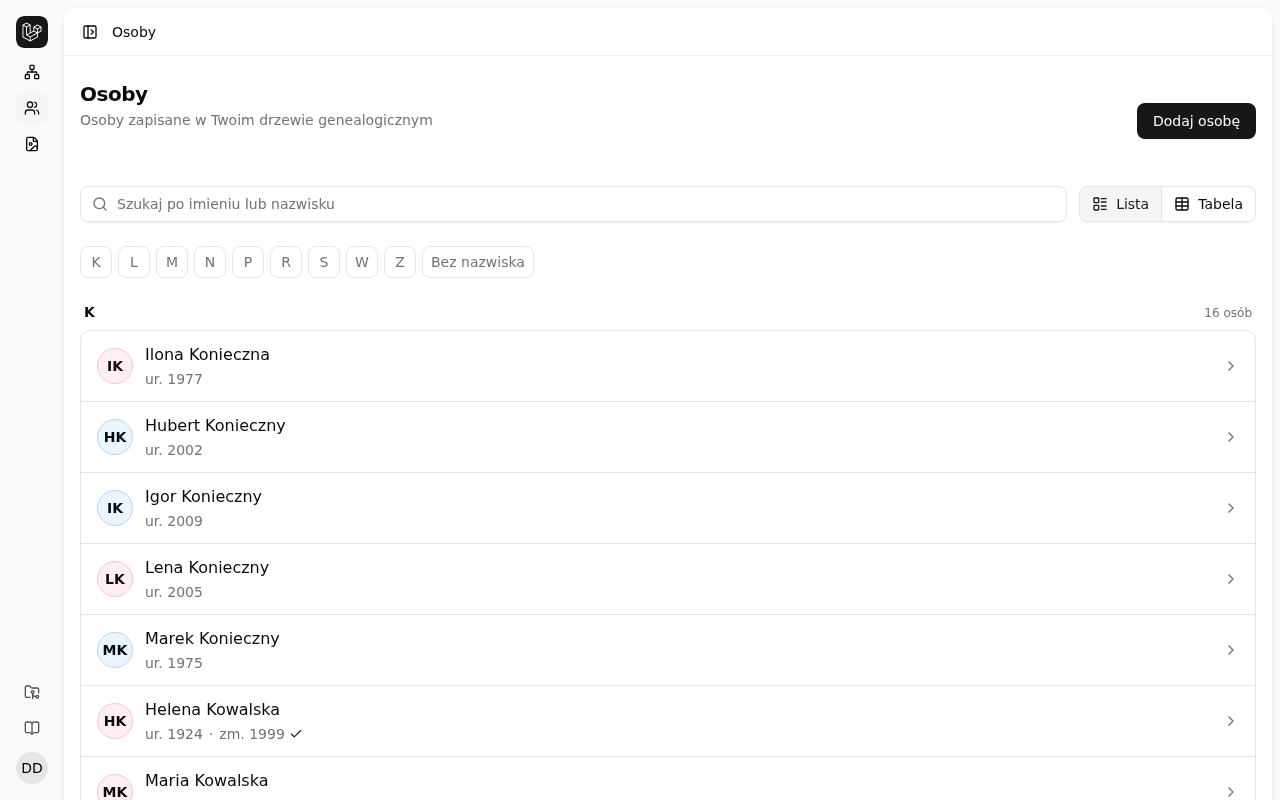 Osoby
Osoby
Osoby zapisane w Twoim drzewie genealogicznym
Dodaj osobę
Szukaj po imieniu lub nazwisku
Lista
Tabela
K
L
M
N
P
R
S
W
Z
Bez nazwiska
K
16 osób
IK
Ilona Konieczna
ur. 1977
HK
Hubert Konieczny
ur. 2002
IK
Igor Konieczny
ur. 2009
LK
Lena Konieczny
ur. 2005
MK
Marek Konieczny
ur. 1975
HK
Helena Kowalska
ur. 1924 · zm. 1999 ✓
MK
Maria Kowalska
DD